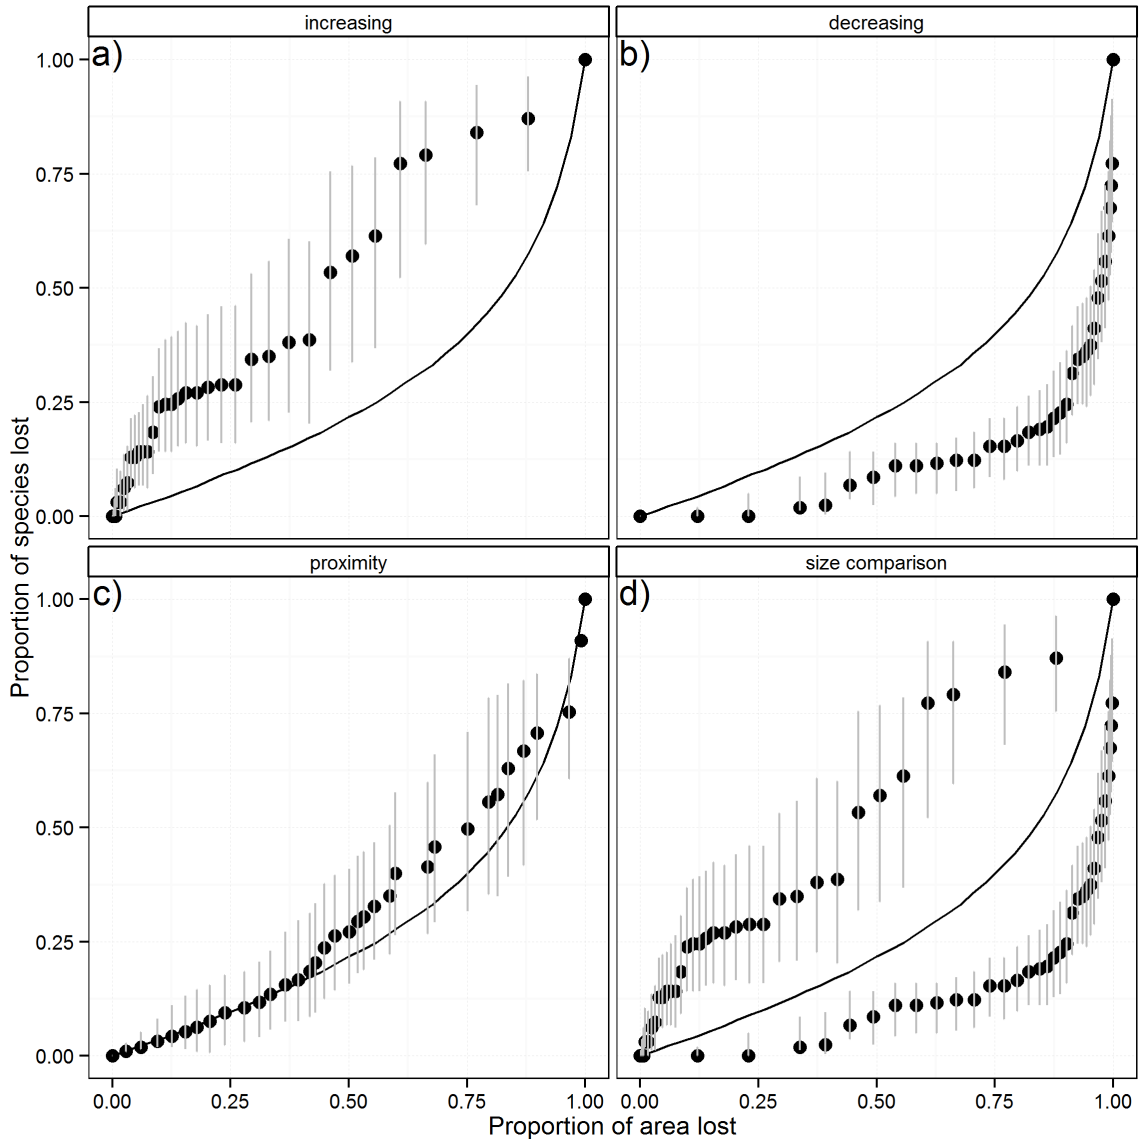 increasing
decreasing
a)
b)
1.00
0.75
0.50
0.25
0.00
proximity
size comparison
c)
d)
1.00
0.75
0.50
0.25
0.00
Proportion of species lost
0.00 0.25 0.50 0.75 1.00
0.00 0.25 0.50 0.75 1.00
Proportion of area lost